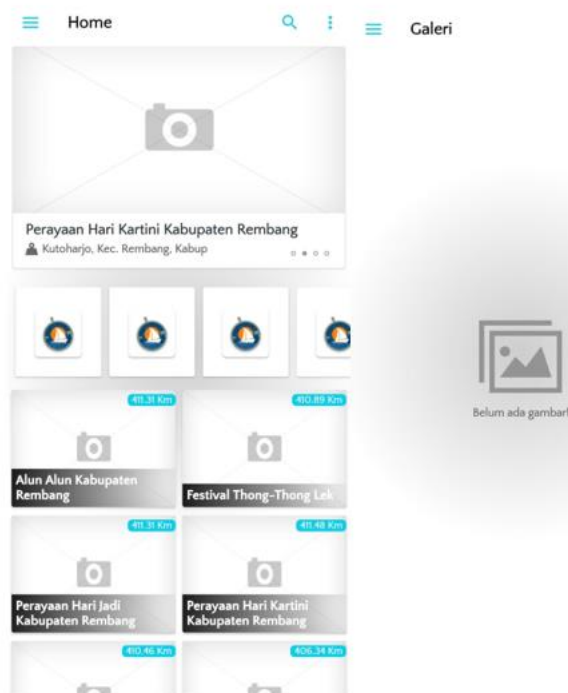 Home
Perayaan Hari Kartini Kabupaten Rembang
Kutoharjo, Kec. Rembang, Kabup
411.31 Km
410.89 Km
Alun Alun Kabupaten
Rembang
Festival Thong-Thong Lek
411.31 Km
411.48 Km
Perayaan Hari Jadi
Kabupaten Rembang
Perayaan Hari Kartini
Kabupaten Rembang
410.46 Km
406.34 Km
Galeri
Belum ada gambar!